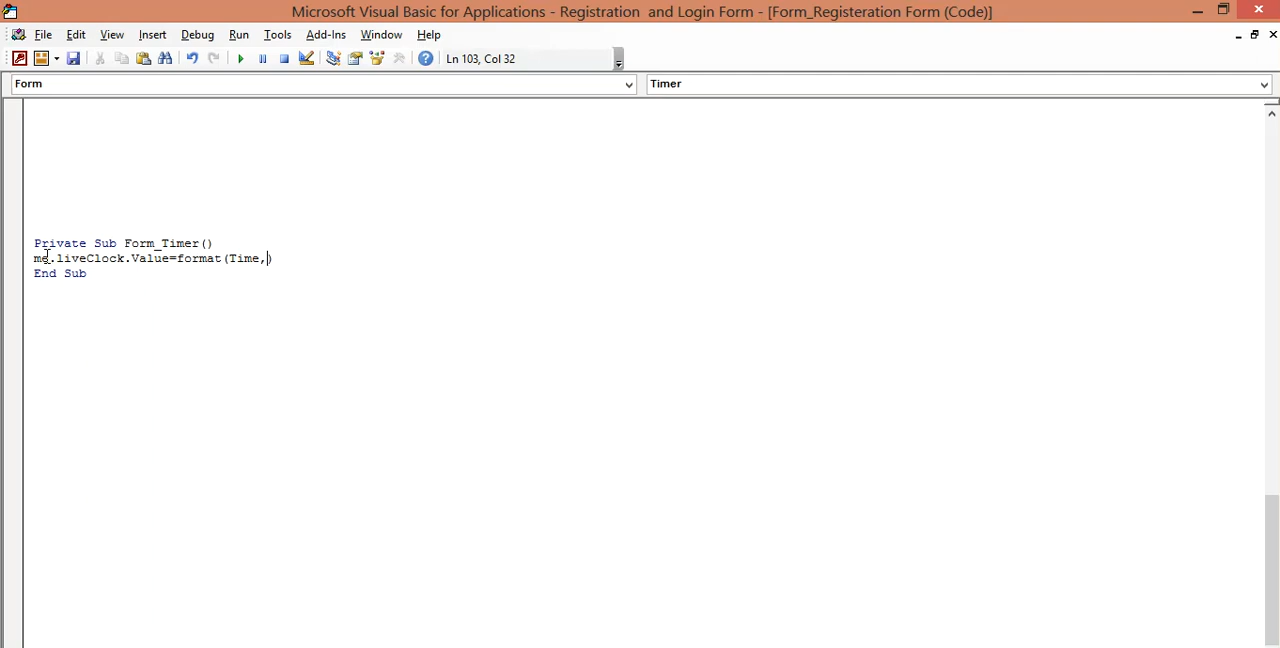 Microsoft Visual Basic for Applications - Registration and Login Form - [Form_Registeration Form (Code)]
File Edit View Insert Format Debug Run Tools Add-Ins Window Help
Ln 103, Col 32
Form Timer
Private Sub Form_Timer()
me.liveClock.Value=format(Time,)
End Sub